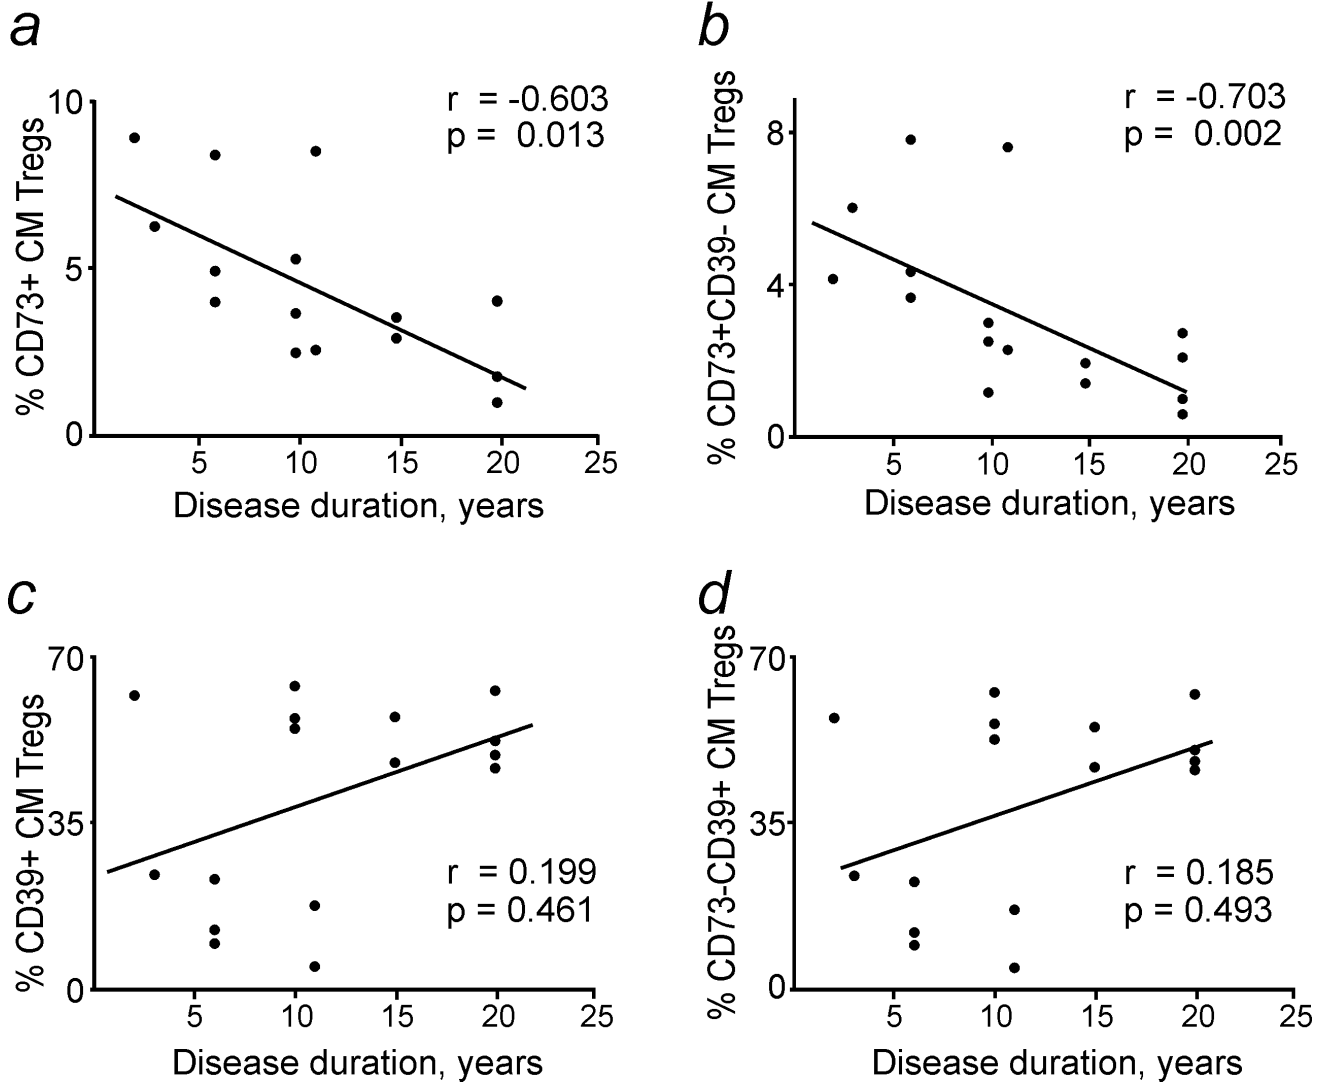 a
% CD73+ CM Tregs
10
5
0
r = -0.603
p = 0.013
5 10 15 20 25
Disease duration, years
b
% CD73+CD39- CM Tregs
8
4
0
r = -0.703
p = 0.002
5 10 15 20 25
Disease duration, years
c
% CD39+ CM Tregs
70
35
0
r = 0.199
p = 0.461
5 10 15 20 25
Disease duration, years
d
% CD73-CD39+ CM Tregs
70
35
0
r = 0.185
p = 0.493
5 10 15 20 25
Disease duration, years